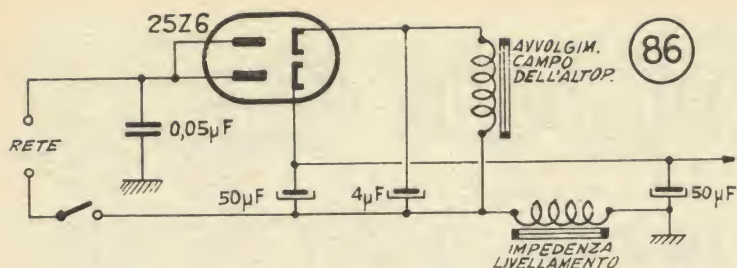 25Z6
AVVOLGIM.
CAMPO
DELL'ALTOP.
86
0,05µF
RETE
50µF
4µF
50µF
IMPEDENZA
LIVELLAMENTO